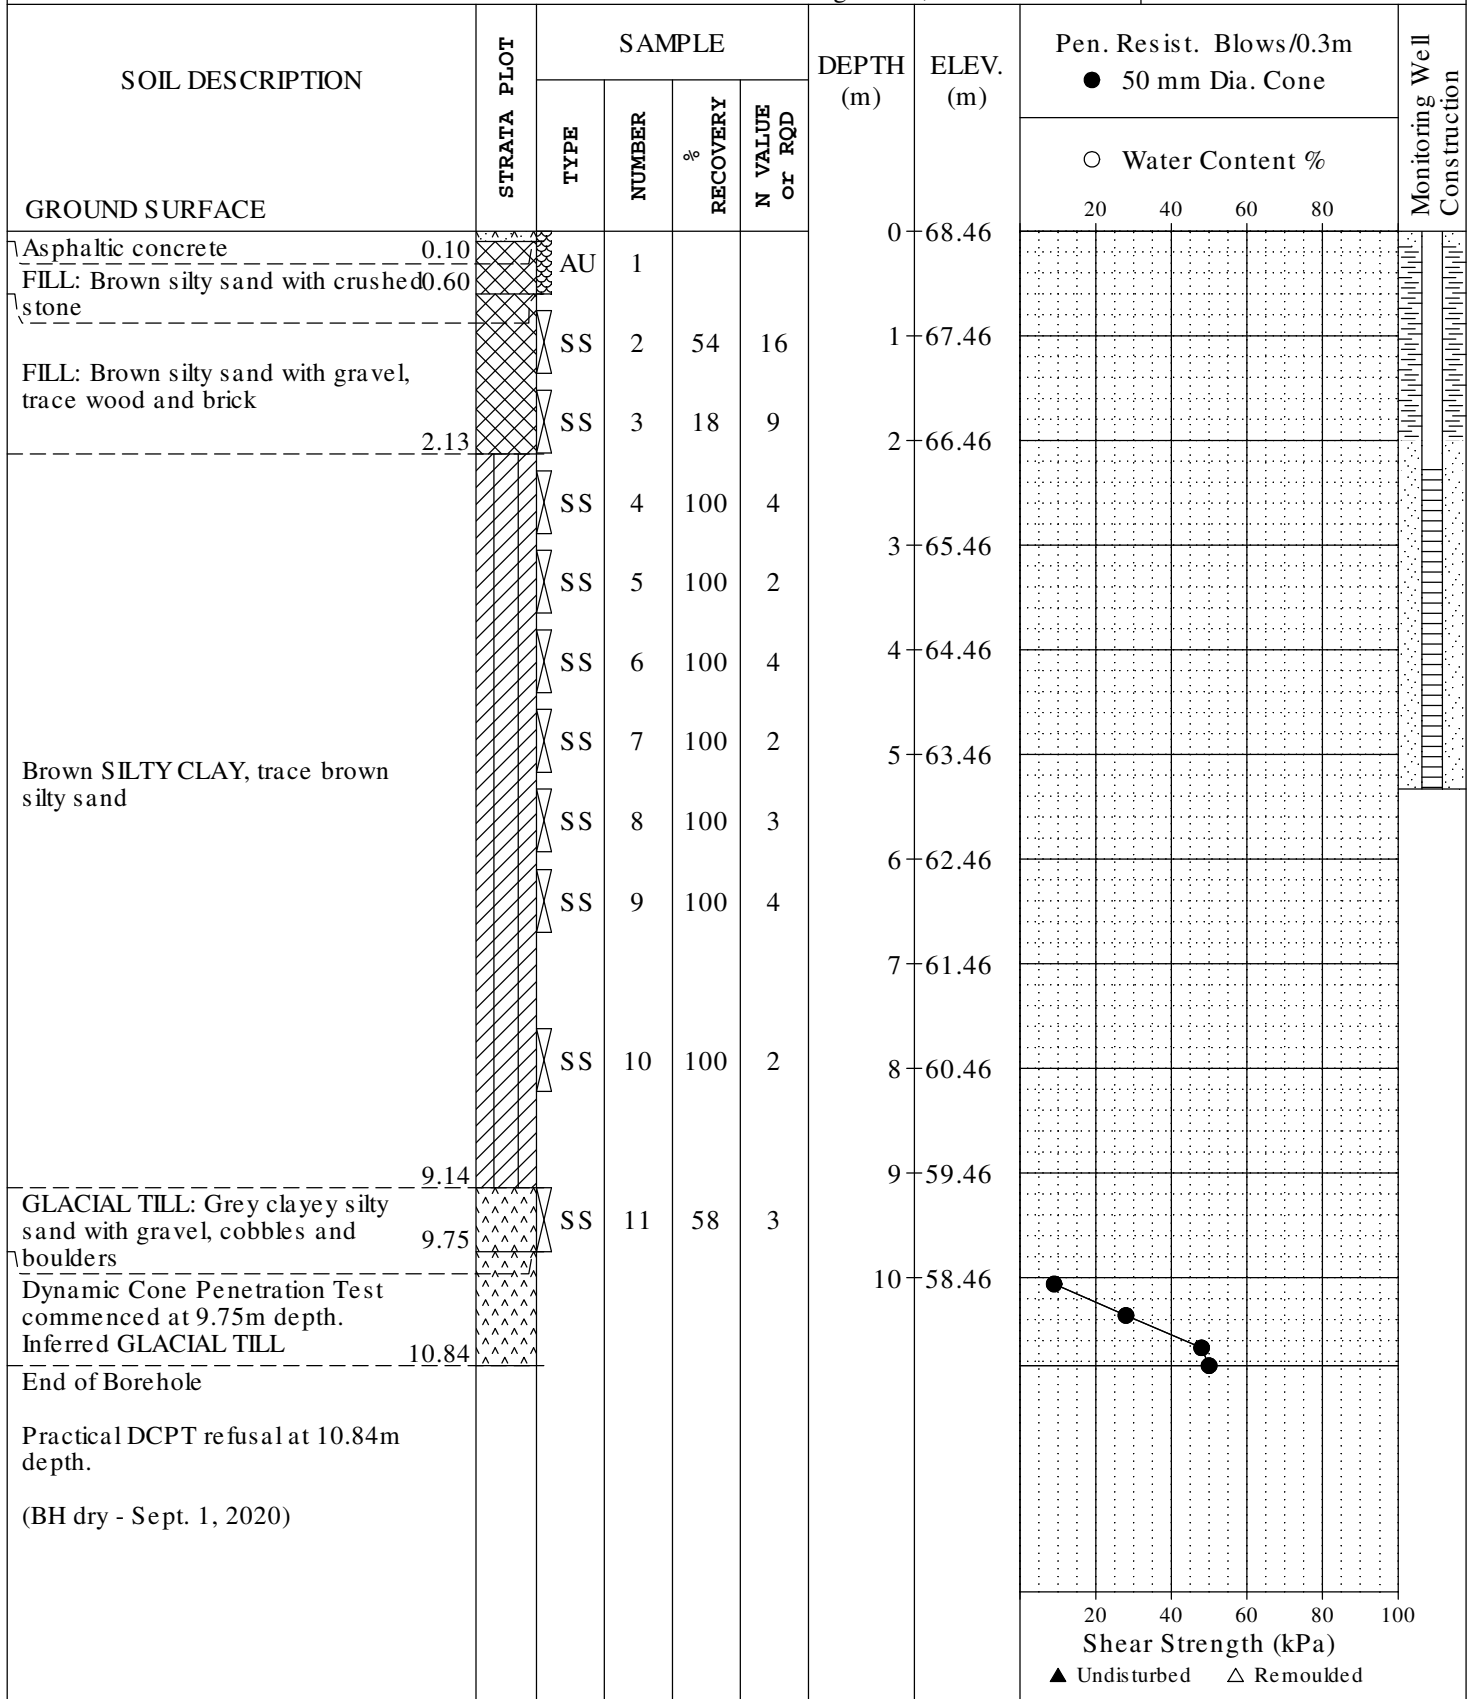 SOIL DESCRIPTION
GROUND SURFACE
STRATA PLOT
SAMPLE
TYPE
NUMBER
%
RECOVERY
N VALUE
or RQD
DEPTH
(m)
ELEV.
(m)
Pen. Resist. Blows/0.3m
● 50 mm Dia. Cone
○ Water Content %
20 40 60 80
Monitoring Well
Construction
0 68.46
Asphaltic concrete 0.10
AU 1
FILL: Brown silty sand with crushed 0.60
stone
SS 2 54 16
1 67.46
FILL: Brown silty sand with gravel,
trace wood and brick
SS 3 18 9
2.13
2 66.46
SS 4 100 4
3 65.46
SS 5 100 2
4 64.46
SS 6 100 4
SS 7 100 2
5 63.46
Brown SILTY CLAY, trace brown
silty sand
SS 8 100 3
6 62.46
SS 9 100 4
7 61.46
SS 10 100 2
8 60.46
9.14
9 59.46
GLACIAL TILL: Grey clayey silty
sand with gravel, cobbles and
boulders
9.75
SS 11 58 3
10 58.46
Dynamic Cone Penetration Test
commenced at 9.75m depth.
Inferred GLACIAL TILL
10.84
End of Borehole
Practical DCPT refusal at 10.84m
depth.
(BH dry - Sept. 1, 2020)
20 40 60 80 100
Shear Strength (kPa)
▲ Undisturbed △ Remoulded